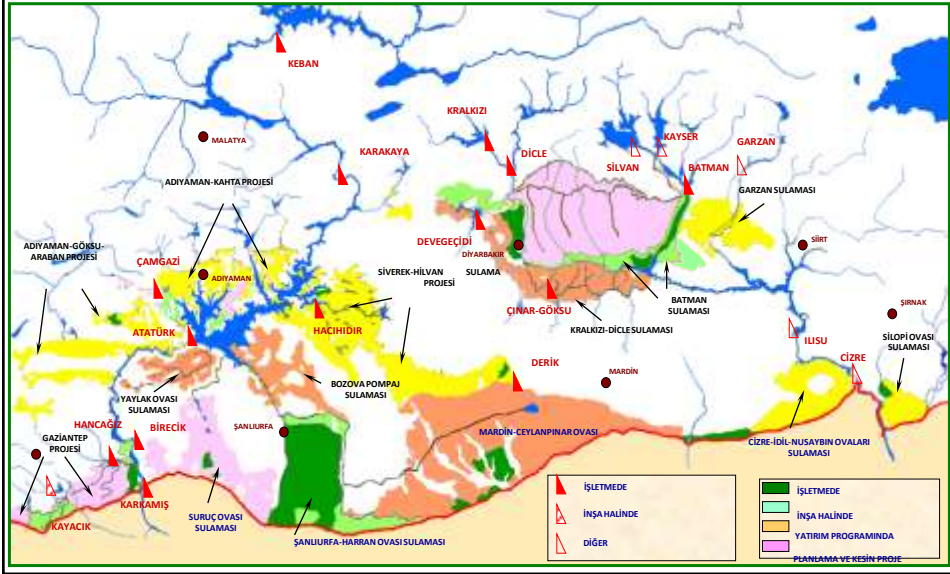 KEBAN
KRALKIZI
MALATYA
KAYSER
GARZAN
DİCLE
KARAKAYA
SİLVAN
BATMAN
ADIYAMAN-KAHTA PROJESİ
GARZAN SULAMASI
DEVEGEÇİDİ
DİYARBAKIR
SİİRT
ADIYAMAN-GÖKSU-
ARABAN PROJESİ
ÇAMGAZİ
ADIYAMAN
SİVEREK-HİLVAN
PROJESİ
SULAMA
BATMAN
SULAMASI
ŞIRNAK
ÇINAR-GÖKSU
KRALKIZI-DİCLE SULAMASI
ATATÜRK
HACIHIDIR
ILISU
SİLOPİ OVASI
SULAMASI
CİZRE
DERİK
MARDİN
BOZOVA POMPAJ
SULAMASI
YAYLAK OVASI
SULAMASI
HANCAĞIZ
BİRECİK
ŞANLIURFA
MARDİN-CEYLANPINAR OVASI
CİZRE-İDİL-NUSAYBIN OVALARI
SULAMASI
GAZİANTEP
PROJESİ
KARKAMIŞ
KAYACIK
SURUÇ OVASI
SULAMASI
ŞANLIURFA-HARRAN OVASI SULAMASI
İŞLETMEDE
İNŞA HALİNDE
DİĞER
İŞLETMEDE
İNŞA HALİNDE
YATIRIM PROGRAMINDA
PLANLAMA VE KESİN PROJE